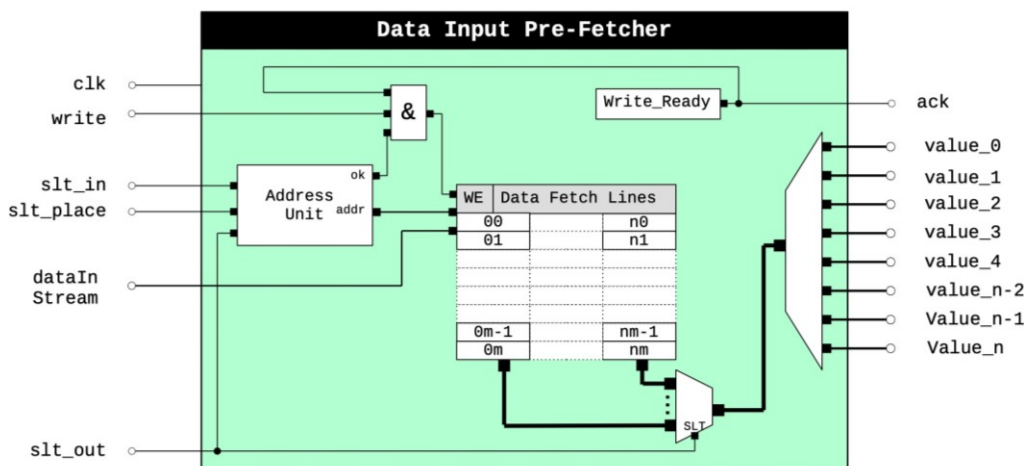 Data Input Pre-Fetcher
clk
write
slt_in
slt_place
dataIn
Stream
slt_out
&
Write_Ready
ack
Address
Unit
ok
addr
WE
Data Fetch Lines
00
n0
01
n1
0m-1
nm-1
0m
nm
SLT
value_0
value_1
value_2
value_3
value_4
value_n-2
Value_n-1
Value_n